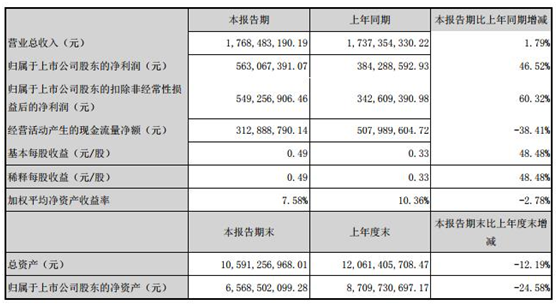 本报告期 上年同期 本报告期比上年同期增减
营业总收入（元） 1,768,483,190.19 1,737,354,330.22 1.79%
归属于上市公司股东的净利润（元） 563,067,391.07 384,288,592.93 46.52%
归属于上市公司股东的扣除非经常性损
益后的净利润（元） 549,256,906.46 342,609,390.98 60.32%
经营活动产生的现金流量净额（元） 312,888,790.14 507,989,604.72 -38.41%
基本每股收益（元/股） 0.49 0.33 48.48%
稀释每股收益（元/股） 0.49 0.33 48.48%
加权平均净资产收益率 7.58% 10.36% -2.78%
本报告期末 上年度末 本报告期末比上年度末增
减
总资产（元） 10,591,256,968.01 12,061,405,708.47 -12.19%
归属于上市公司股东的净资产（元） 6,568,502,099.28 8,709,730,697.17 -24.58%